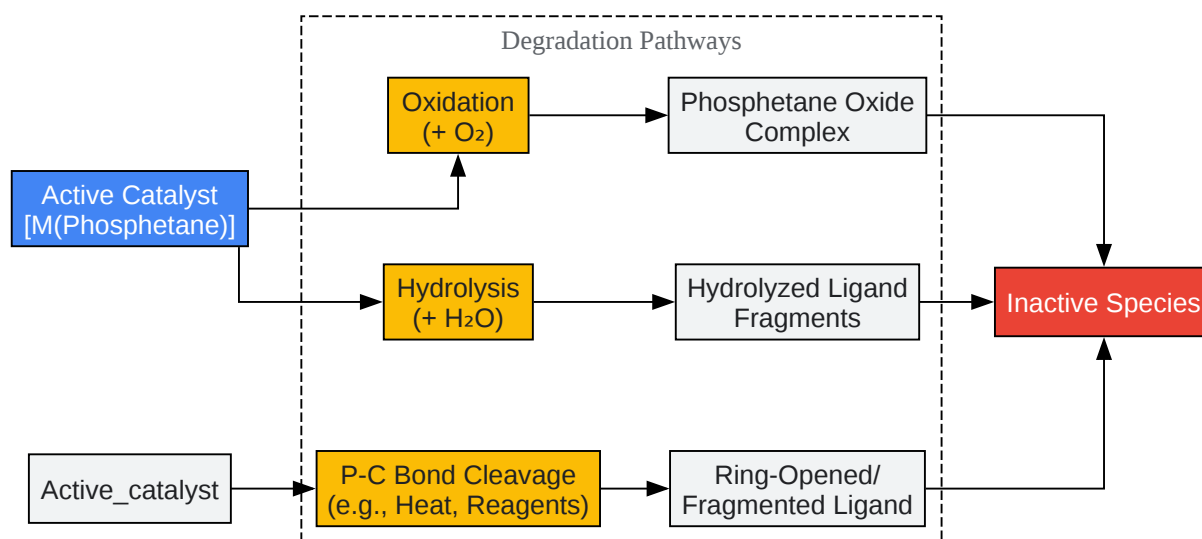 Degradation Pathways
Oxidation
(+ O₂)
Phosphetane Oxide
Complex
Active Catalyst
[M(Phosphetane)]
Hydrolysis
(+ H₂O)
Hydrolyzed Ligand
Fragments
Inactive Species
Active_catalyst
P-C Bond Cleavage
(e.g., Heat, Reagents)
Ring-Opened/
Fragmented Ligand